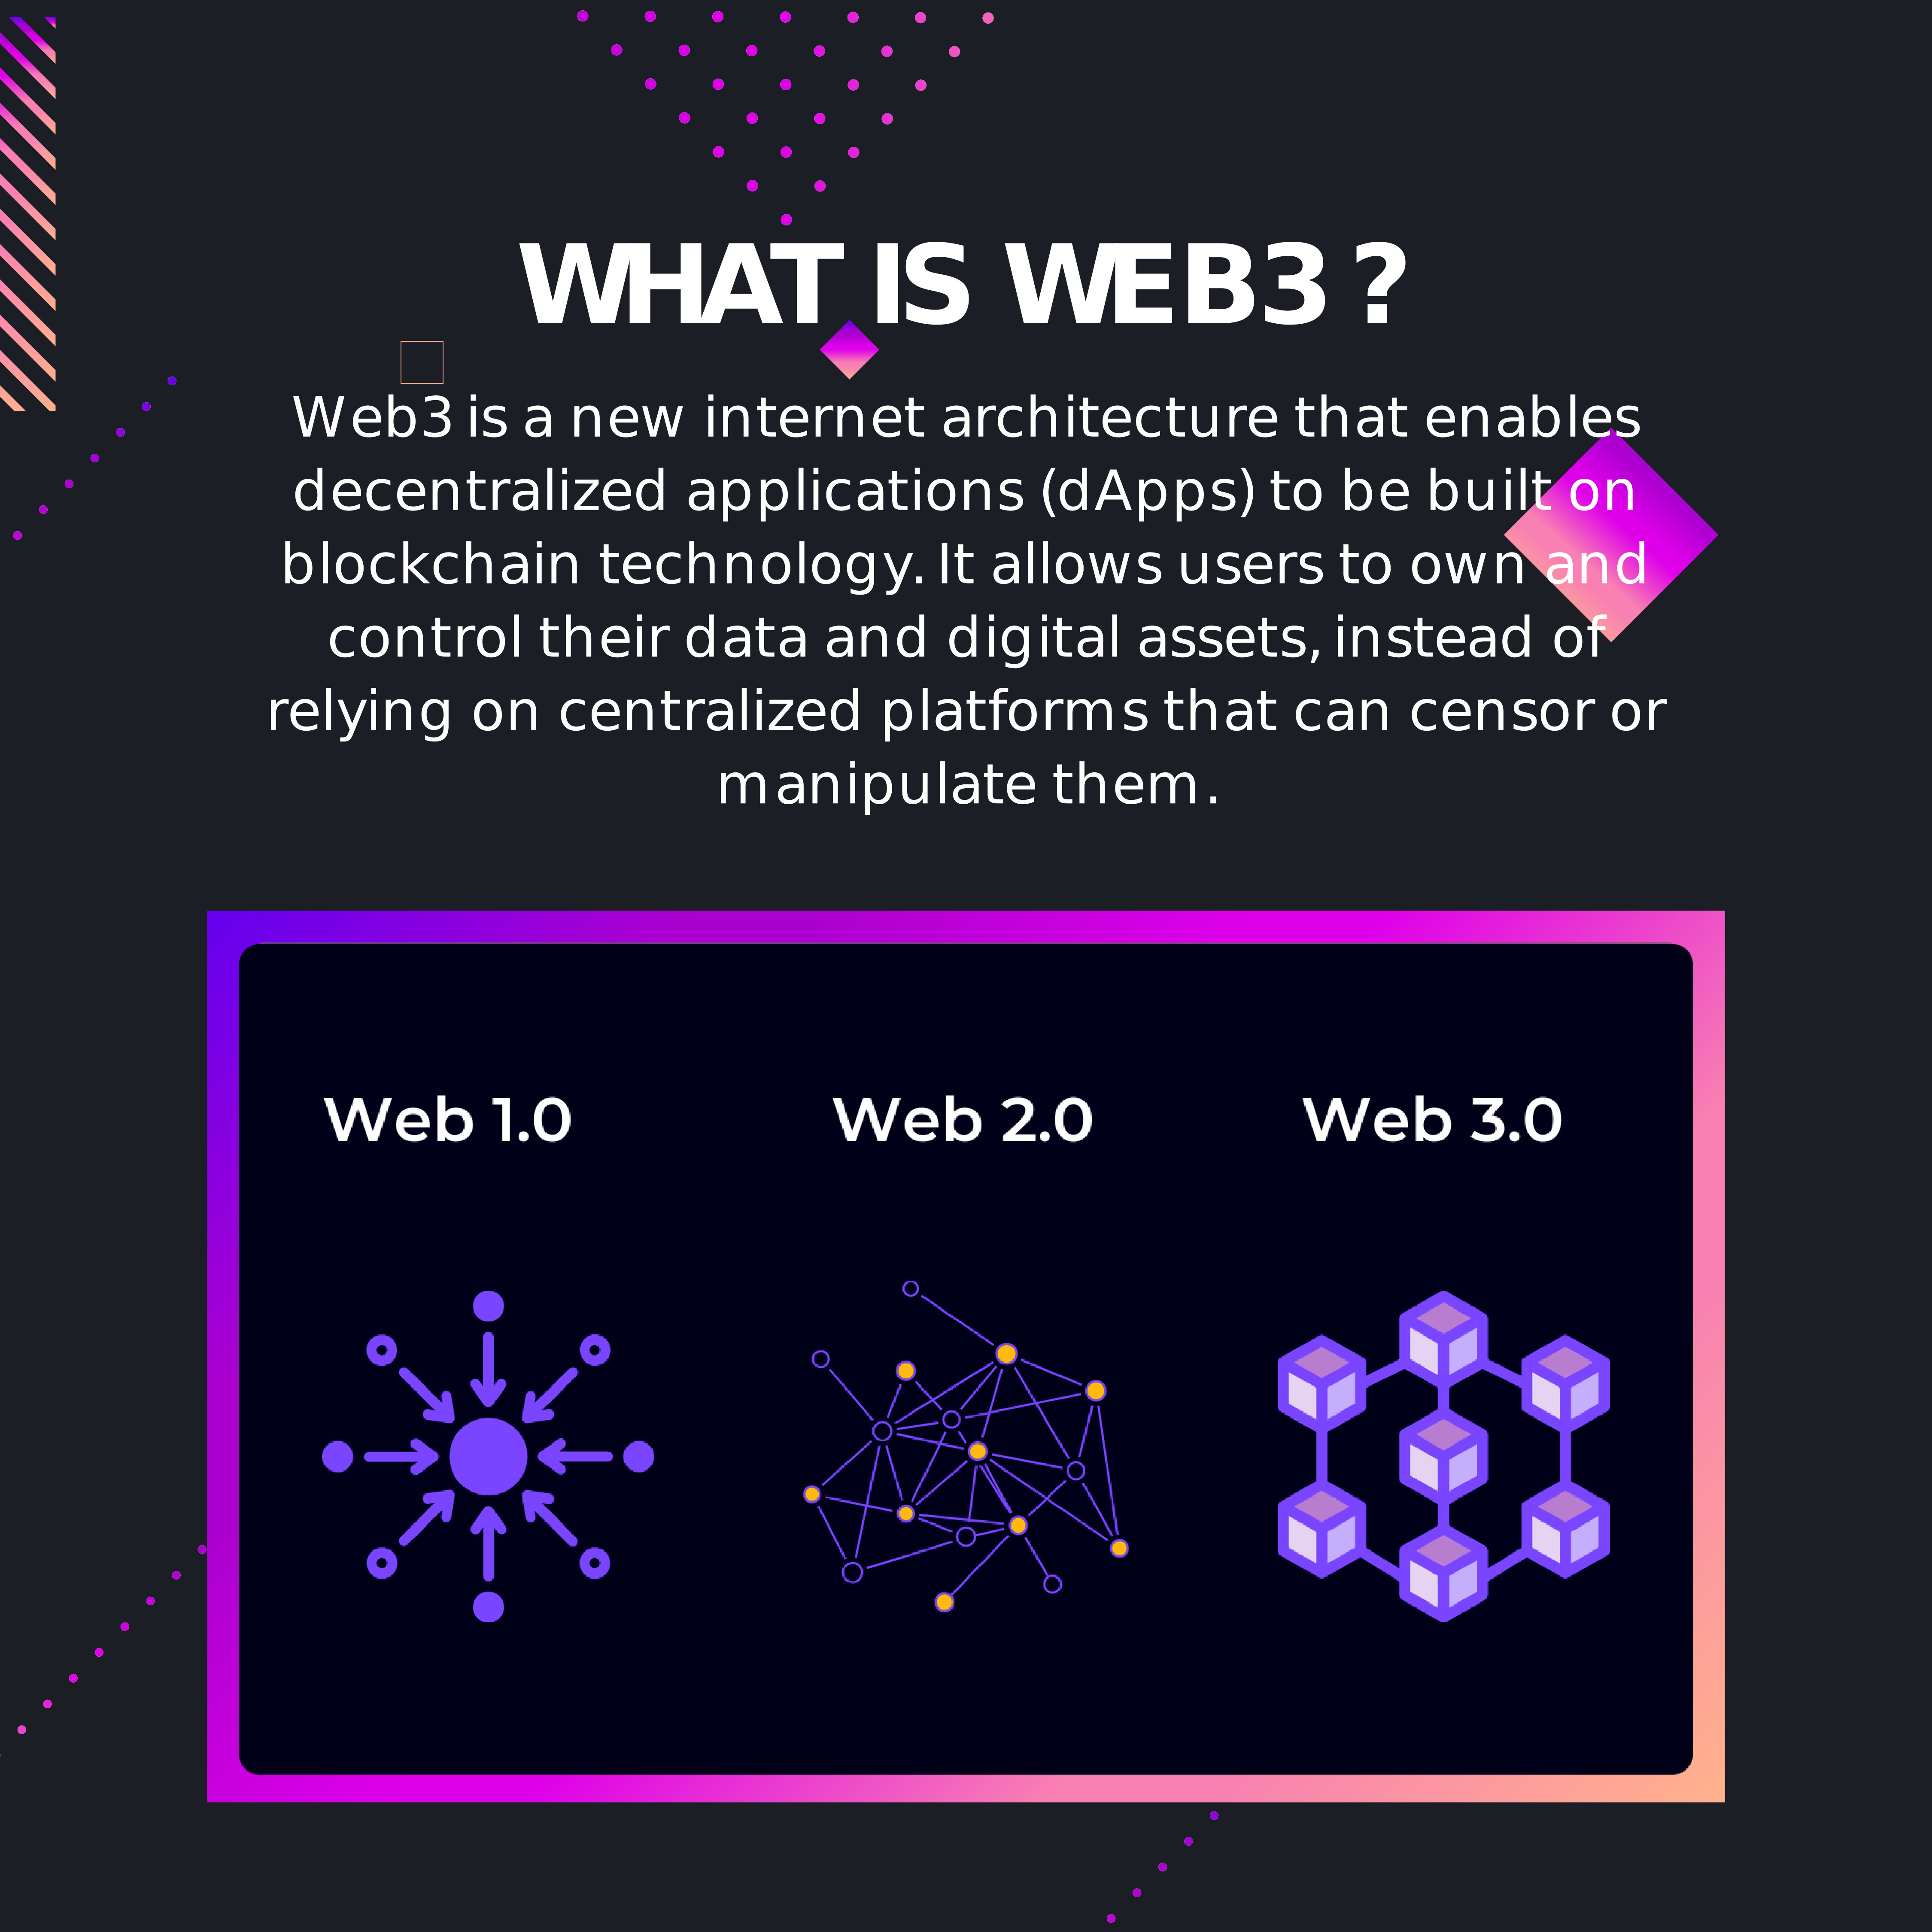 WHAT IS WEB3 ?
Web3 is a new internet architecture that enables
decentralized applications (dApps) to be built on
blockchain technology. It allows users to own and
control their data and digital assets, instead of
relying on centralized platforms that can censor or
manipulate them.
Web 1.0
Web 2.0
Web 3.0